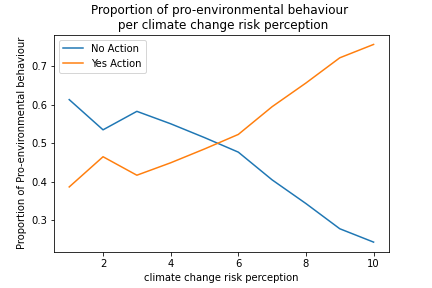 Proportion of pro-environmental behaviour
per climate change risk perception
No Action
Yes Action
Proportion of Pro-environmental behaviour
0.7
0.6
0.5
0.4
0.3
2 4 6 8 10
climate change risk perception